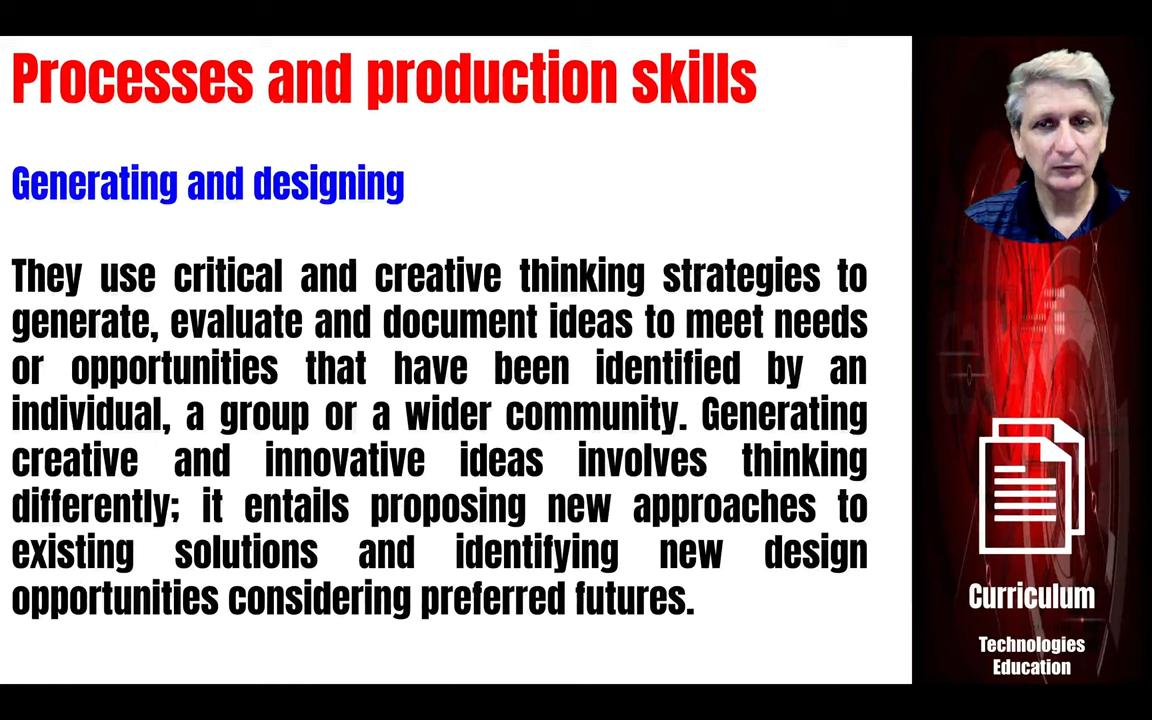 Processes and production skills
Generating and designing
They use critical and creative thinking strategies to
generate, evaluate and document ideas to meet needs
or opportunities that have been identified by an
individual, a group or a wider community. Generating
creative and innovative ideas involves thinking
differently; it entails proposing new approaches to
existing solutions and identifying new design
opportunities considering preferred futures.
Curriculum
Technologies
Education